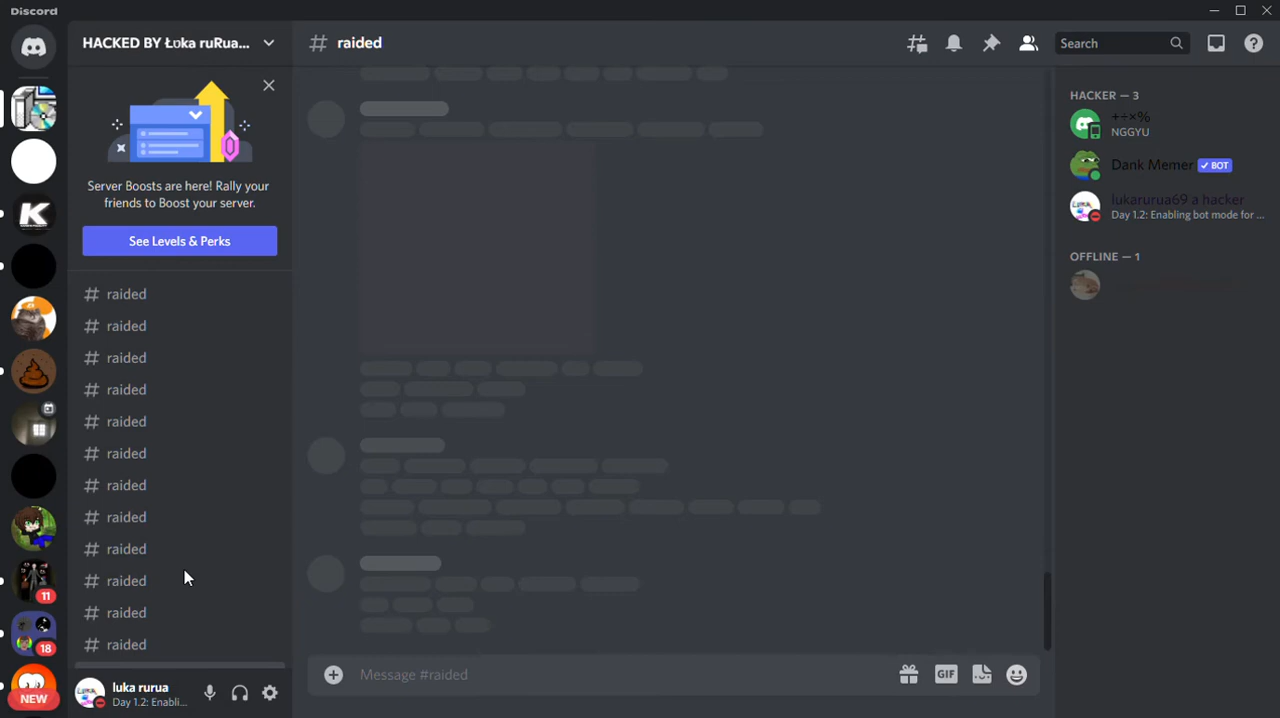 Discord
HACKED BY Łuka ruRua...
# raided
Search
Server Boosts are here! Rally your
friends to Boost your server.
See Levels & Perks
# raided
# raided
# raided
# raided
# raided
# raided
# raided
# raided
# raided
# raided
# raided
# raided
HACKER — 3
÷+×%
NGGYU
Dank Memer ✓ BOT
lukarurua69 a hacker
Day 1.2: Enabling bot mode for ...
OFFLINE — 1
K
11
18
NEW
luka rurua
Day 1.2: Enabli...
Message #raided
GIF